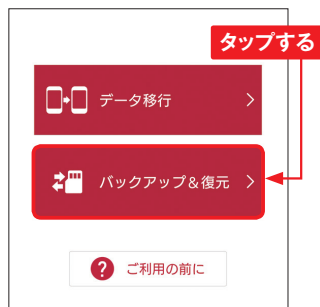 タップする
データ移行
バックアップ&復元
ご利用の前に